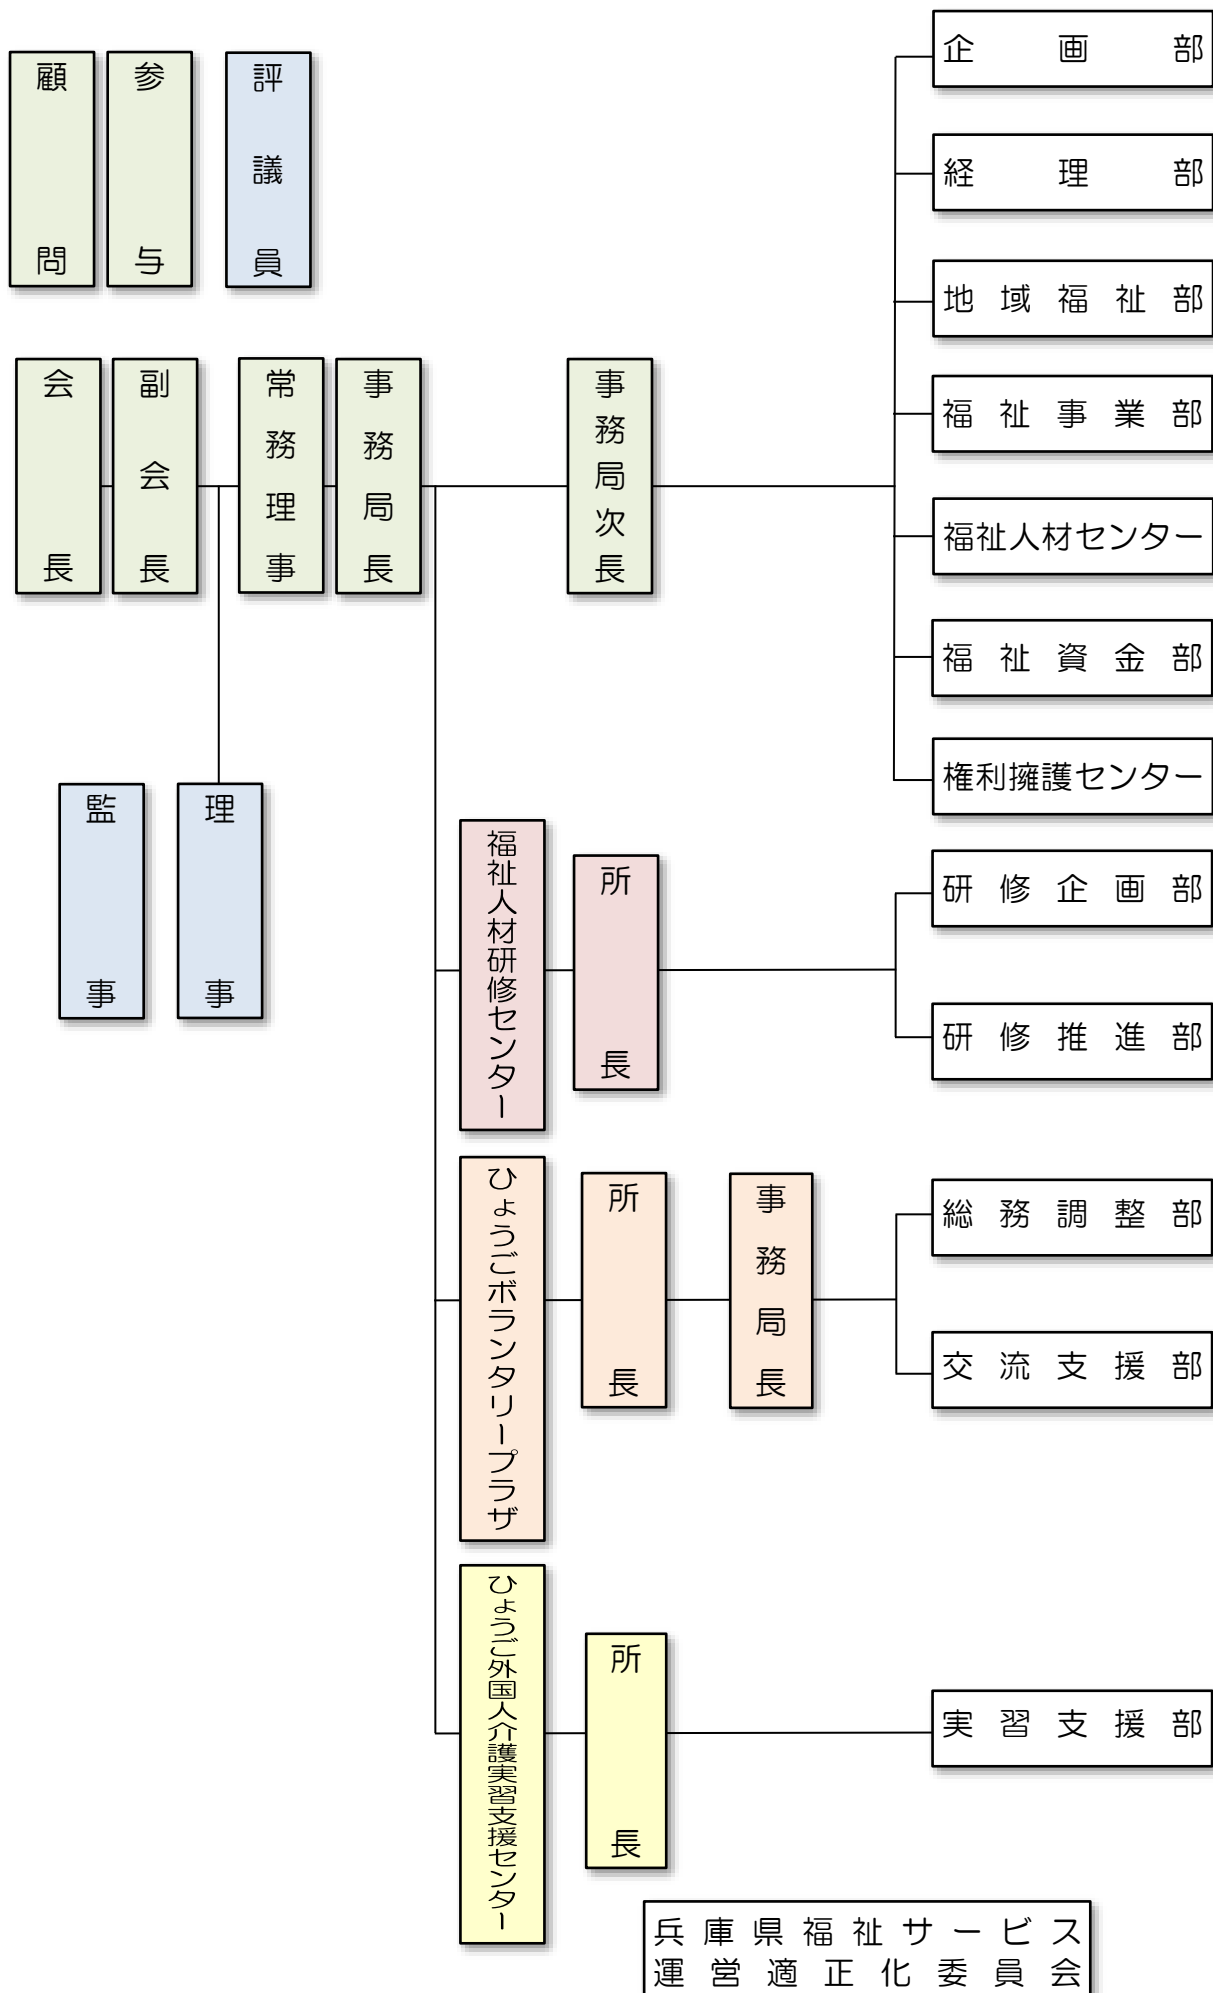 顧問
参与
評議員
会長
副会長
常務理事
事務局長
事務局次長
企画部
経理部
地域福祉部
福祉事業部
福祉人材センター
福祉資金部
権利擁護センター
監事
理事
福祉人材研修センター
所長
研修企画部
研修推進部
ひょうごボランタリープラザ
所長
事務局長
総務調整部
交流支援部
ひょうご外国人介護実習支援センター
所長
実習支援部
兵庫県福祉サービス
運営適正化委員会